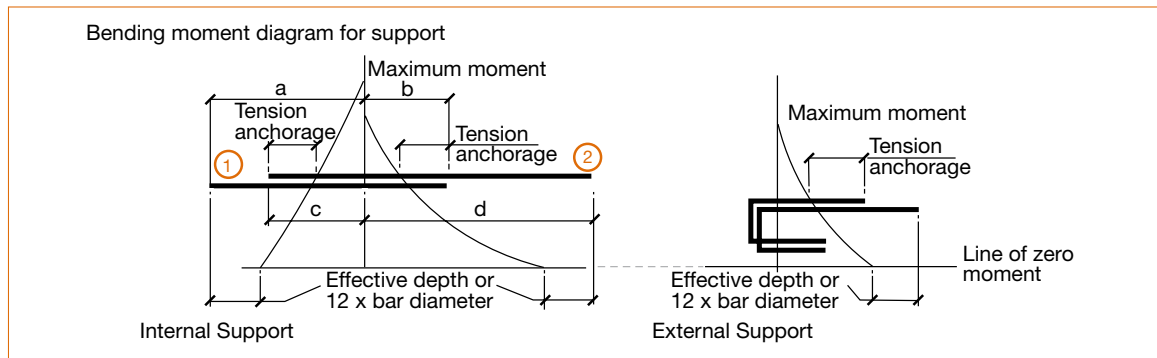 Bending moment diagram for support
Maximum moment
a
b
Tension
anchorage
Tension
anchorage
1
2
c
d
Effective depth or
12 x bar diameter
Internal Support
Maximum moment
Tension
anchorage
Line of zero
moment
Effective depth or
12 x bar diameter
External Support